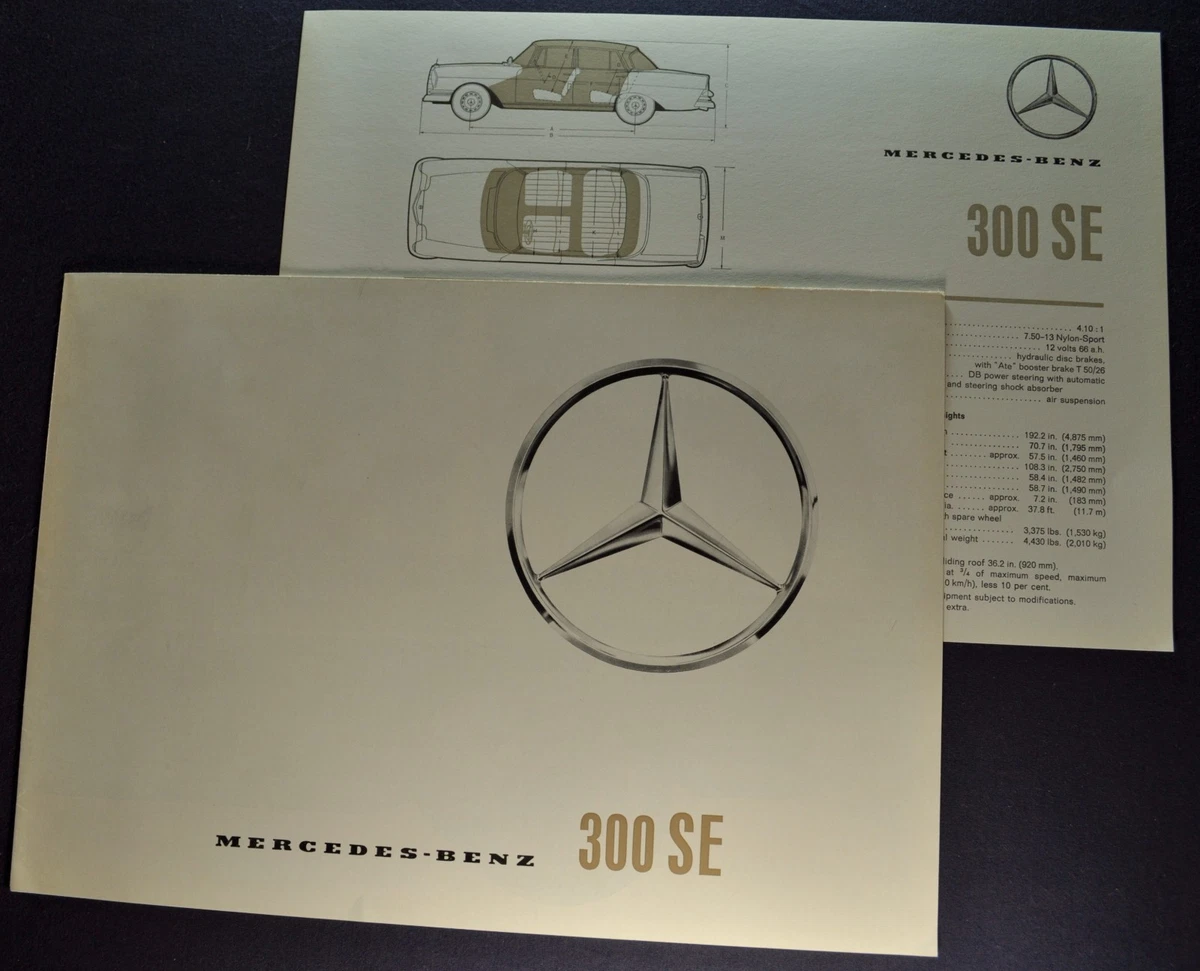 MERCEDES-BENZ
300 SE
4.10 : 1
7.50-13 Nylon-Sport
12 volts 66 a.h.
hydraulic disc brakes,
with "Ate" booster brake T 50/26
DB power steering with automatic
and steering shock absorber
air suspension
192.2 in. (4,875 mm)
70.7 in. (1,795 mm)
approx. 57.5 in. (1,460 mm)
108.3 in. (2,750 mm)
58.4 in. (1,482 mm)
58.7 in. (1,490 mm)
approx. 7.2 in. (183 mm)
approx. 37.8 ft. (11.7 m)
spare wheel
3,375 lbs. (1,530 kg)
weight 4,430 lbs. (2,010 kg)
roof 36.2 in. (920 mm).
at 3/4 of maximum speed, maximum
km/h), less 10 per cent.
subject to modifications.
extra.
MERCEDES-BENZ 300 SE